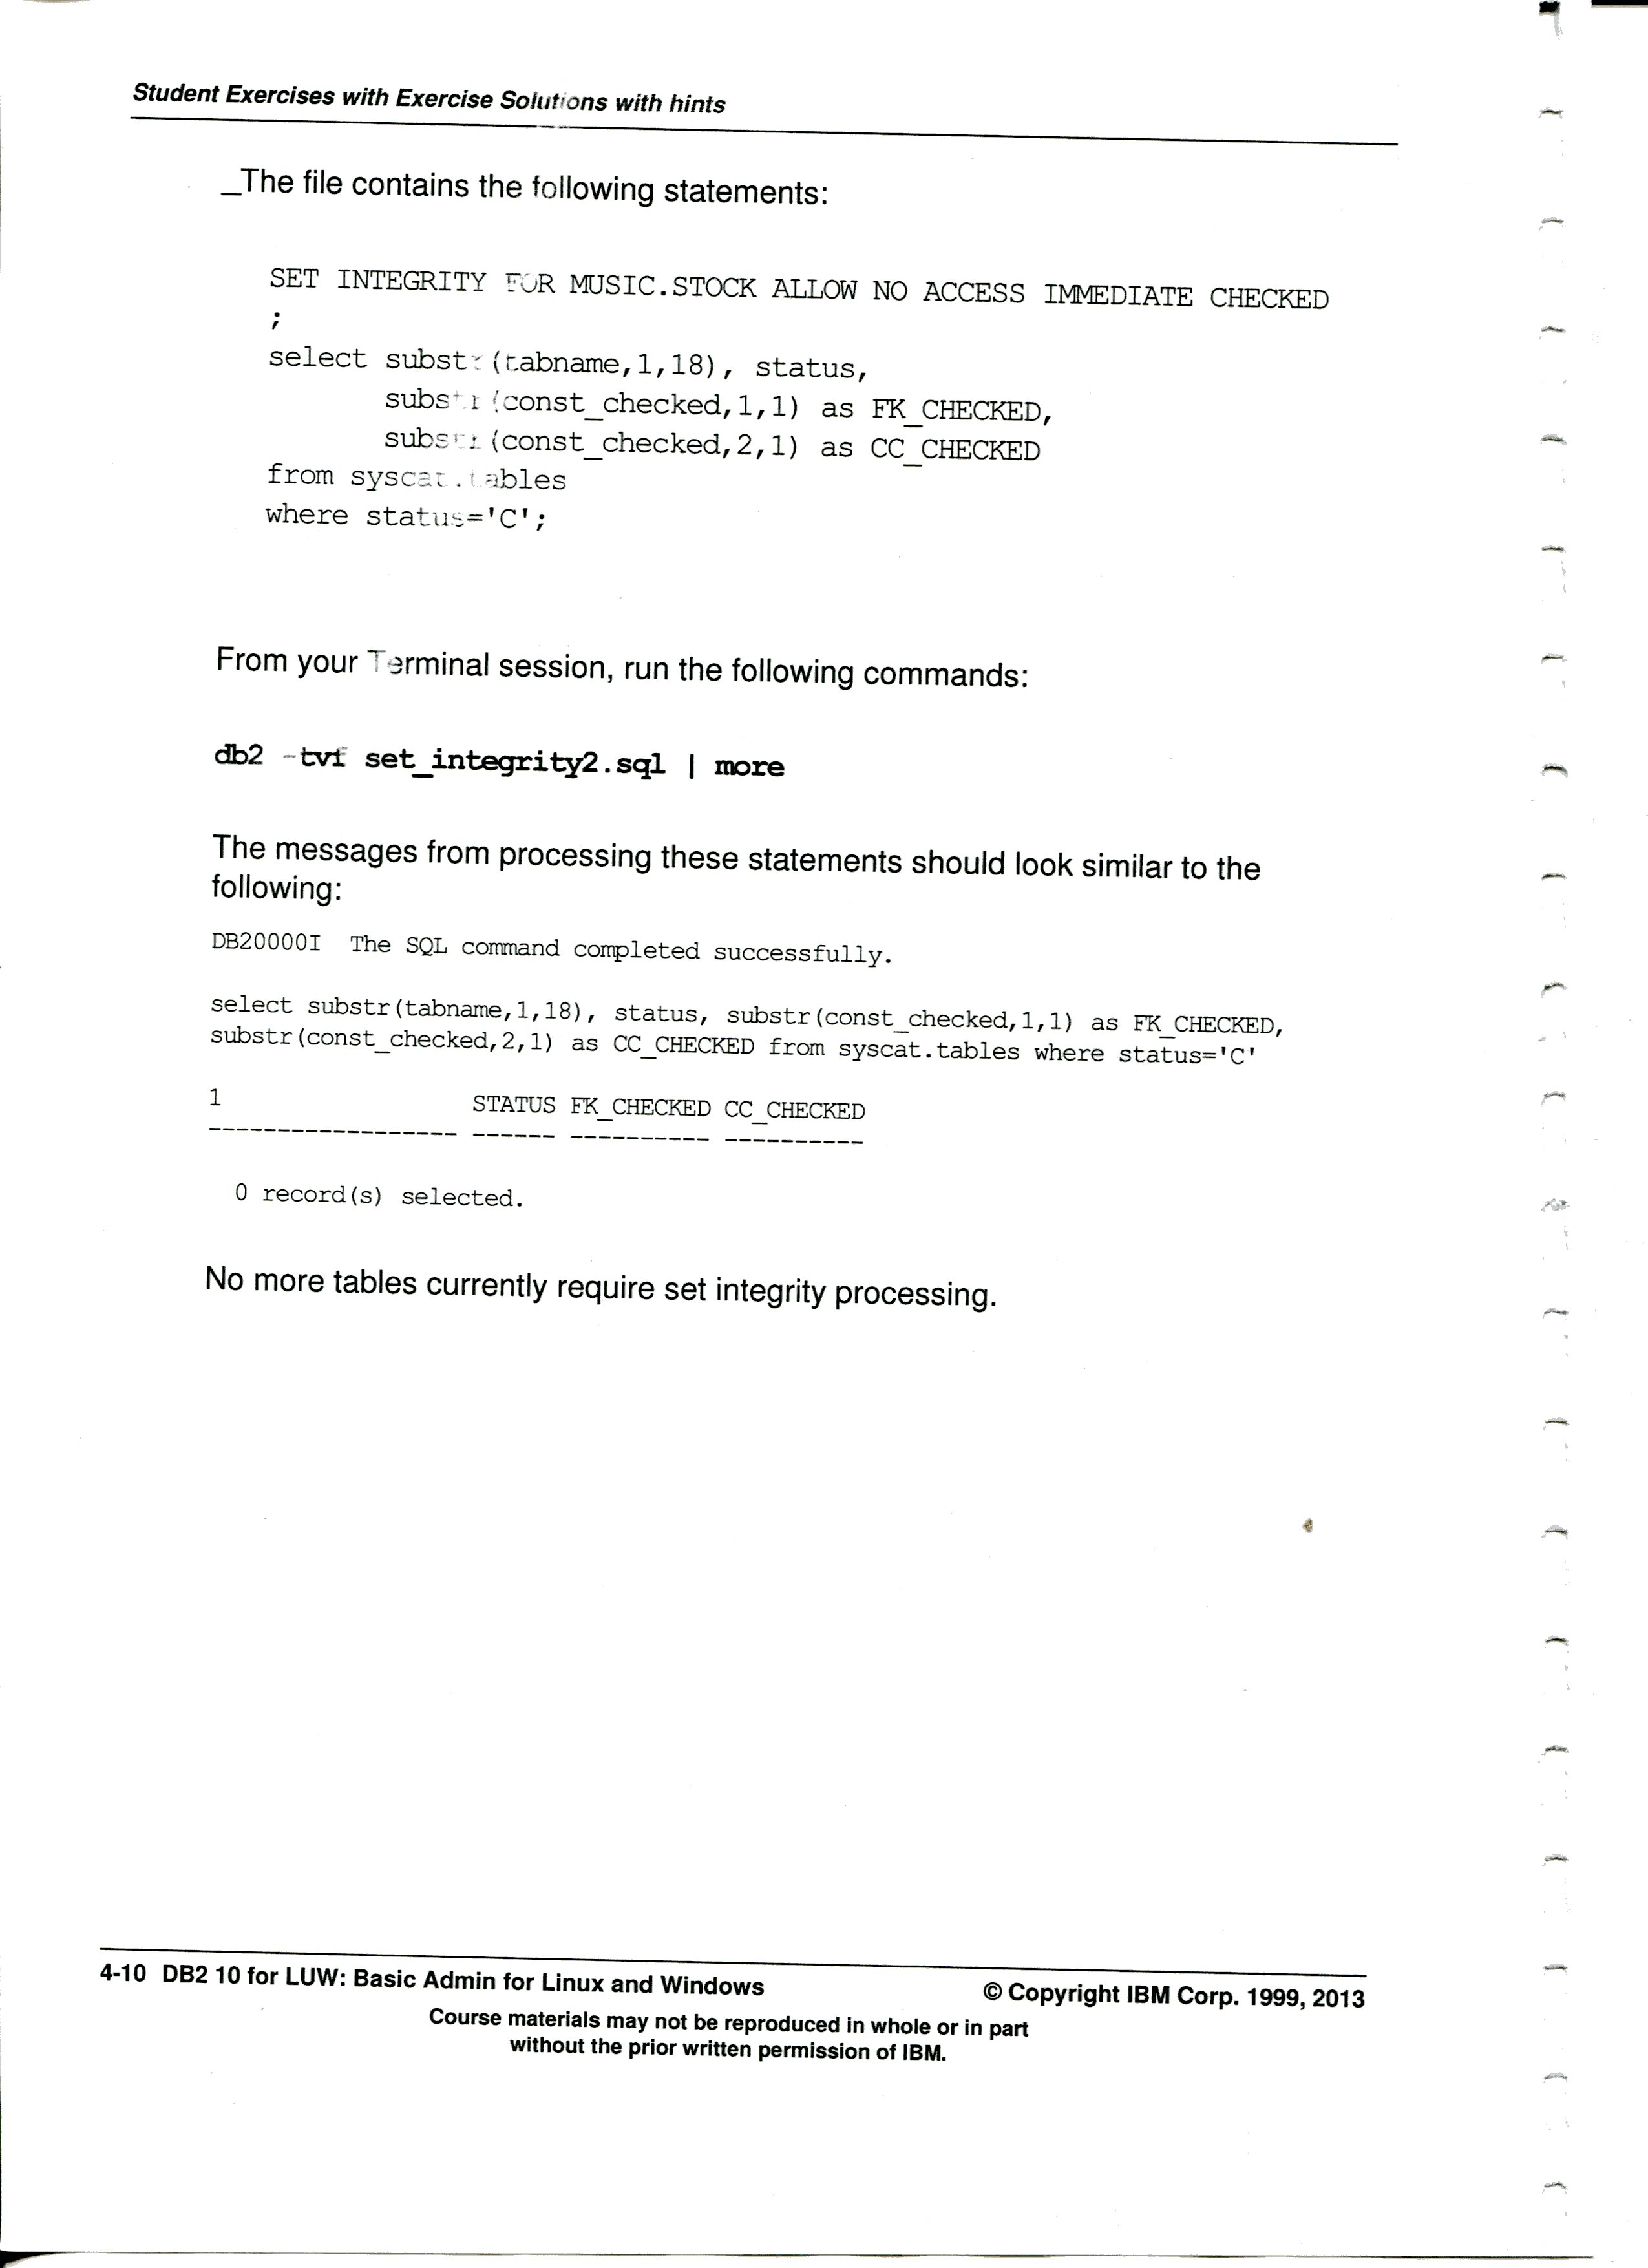 Student Exercises with Exercise Solutions with hints
_The file contains the following statements:
SET INTEGRITY FOR MUSIC.STOCK ALLOW NO ACCESS IMMEDIATE CHECKED
;
select substr(tabname,1,18), status,
substr(const_checked,1,1) as FK_CHECKED,
substr(const_checked,2,1) as CC_CHECKED
from syscat.tables
where status='C';
From your Terminal session, run the following commands:
db2 -tvf set_integrity2.sql | more
The messages from processing these statements should look similar to the
following:
DB20000I  The SQL command completed successfully.
select substr(tabname,1,18), status, substr(const_checked,1,1) as FK_CHECKED,
substr(const_checked,2,1) as CC_CHECKED from syscat.tables where status='C'
1                  STATUS FK_CHECKED CC_CHECKED
------------------ ------ ---------- ----------
0 record(s) selected.
No more tables currently require set integrity processing.
4-10 DB2 10 for LUW: Basic Admin for Linux and Windows © Copyright IBM Corp. 1999, 2013
Course materials may not be reproduced in whole or in part
without the prior written permission of IBM.